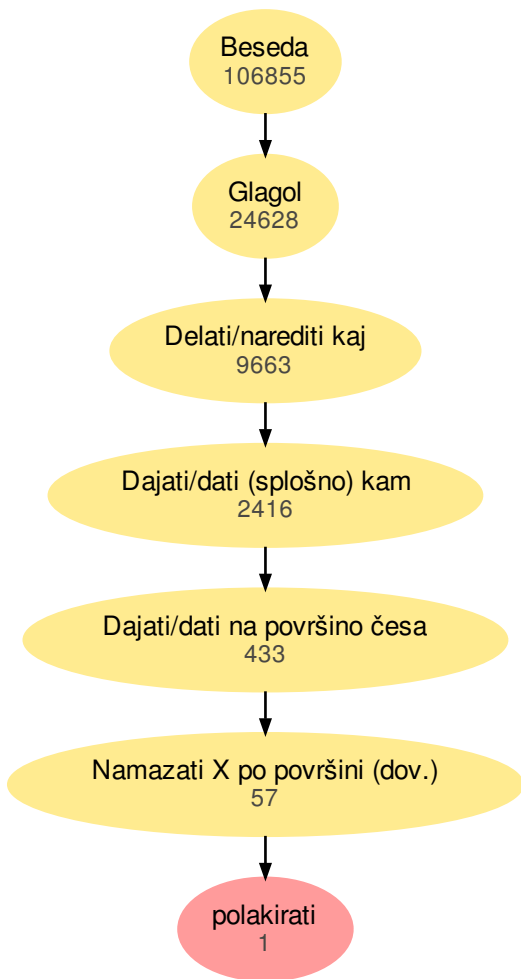 Beseda
106855
Glagol
24628
Delati/narediti kaj
9663
Dajati/dati (splošno) kam
2416
Dajati/dati na površino česa
433
Namazati X po površini (dov.)
57
polakirati
1